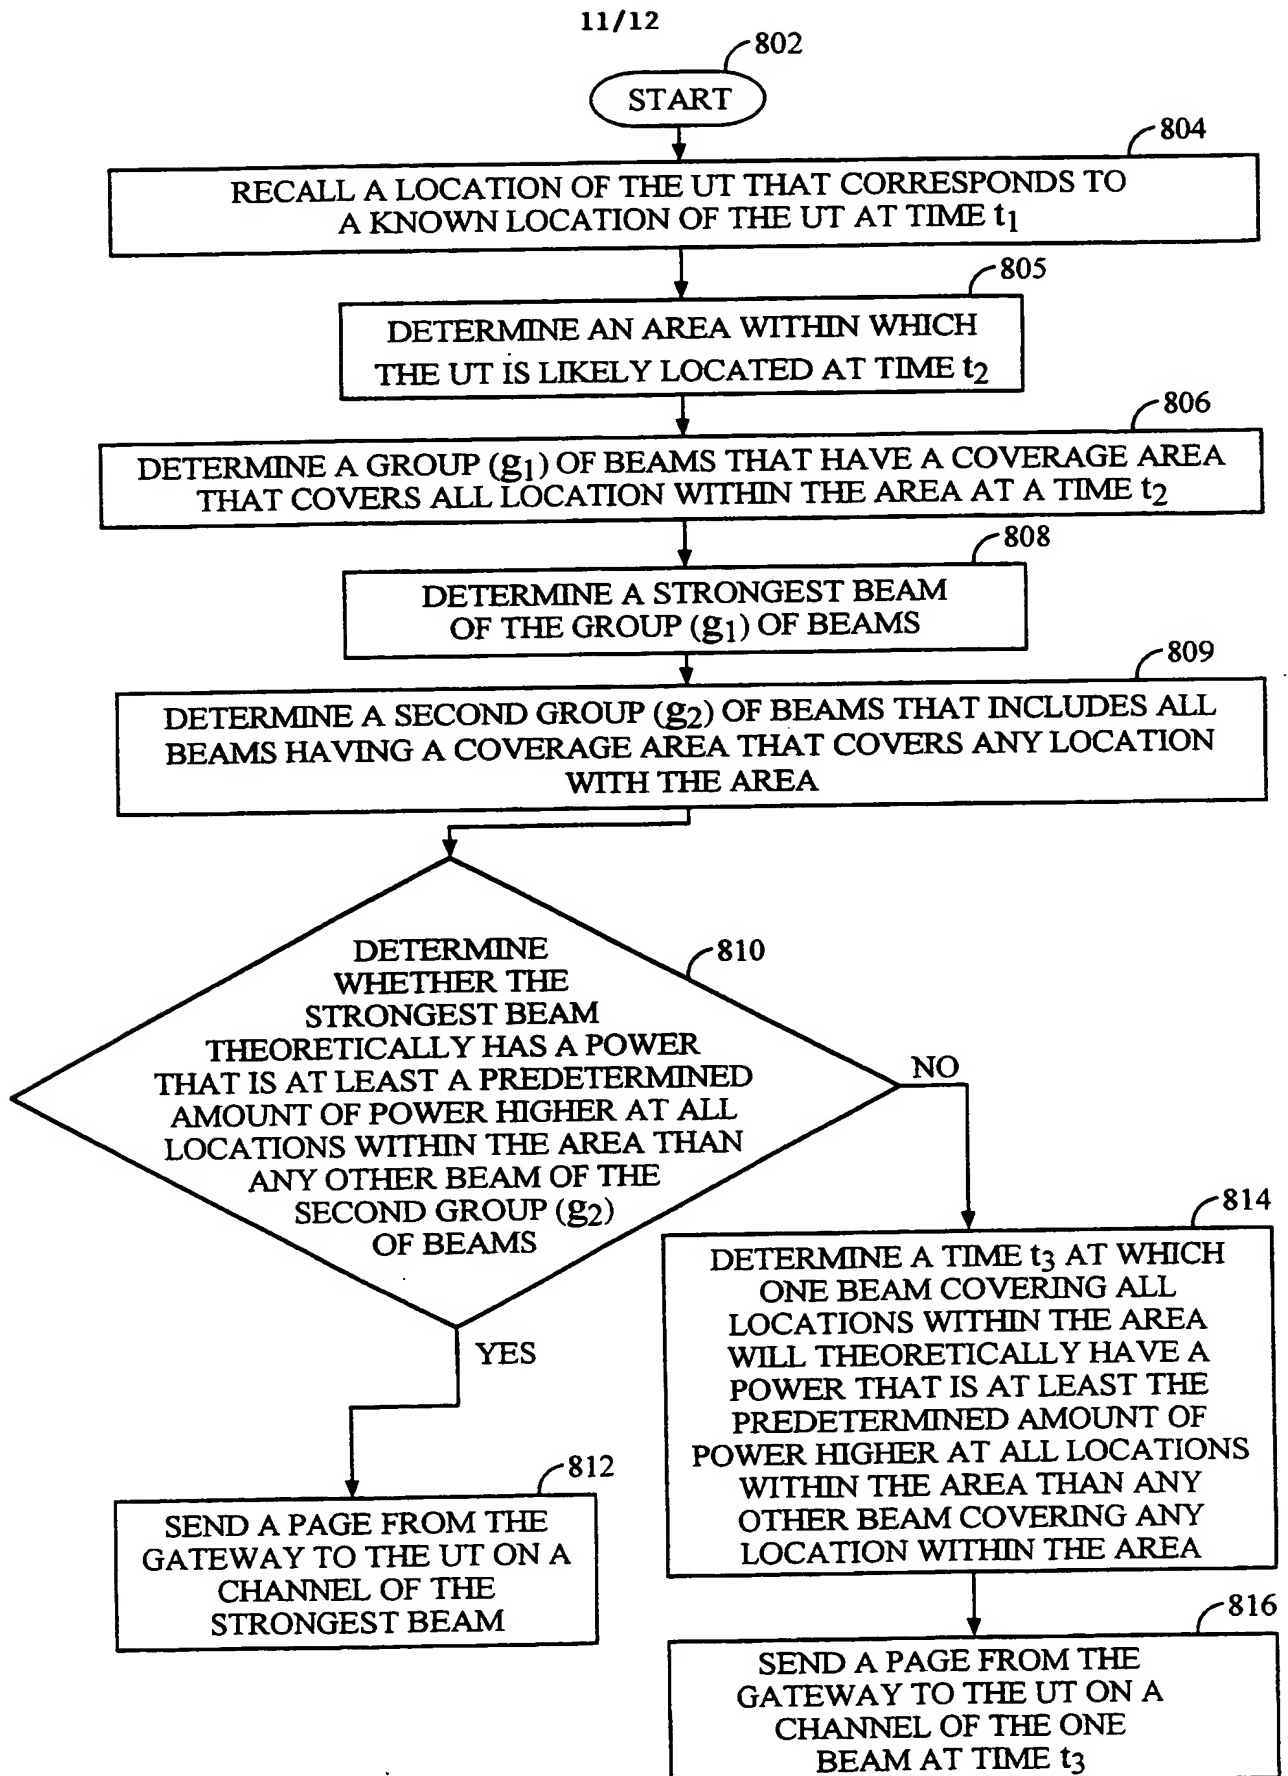 11/12
802
START
804
RECALL A LOCATION OF THE UT THAT CORRESPONDS TO
A KNOWN LOCATION OF THE UT AT TIME t1
805
DETERMINE AN AREA WITHIN WHICH
THE UT IS LIKELY LOCATED AT TIME t2
806
DETERMINE A GROUP (g1) OF BEAMS THAT HAVE A COVERAGE AREA
THAT COVERS ALL LOCATION WITHIN THE AREA AT A TIME t2
808
DETERMINE A STRONGEST BEAM
OF THE GROUP (g1) OF BEAMS
809
DETERMINE A SECOND GROUP (g2) OF BEAMS THAT INCLUDES ALL
BEAMS HAVING A COVERAGE AREA THAT COVERS ANY LOCATION
WITH THE AREA
810
DETERMINE
WHETHER THE
STRONGEST BEAM
THEORETICALLY HAS A POWER
THAT IS AT LEAST A PREDETERMINED
AMOUNT OF POWER HIGHER AT ALL
LOCATIONS WITHIN THE AREA THAN
ANY OTHER BEAM OF THE
SECOND GROUP (g2)
OF BEAMS
NO
YES
812
SEND A PAGE FROM THE
GATEWAY TO THE UT ON A
CHANNEL OF THE
STRONGEST BEAM
814
DETERMINE A TIME t3 AT WHICH
ONE BEAM COVERING ALL
LOCATIONS WITHIN THE AREA
WILL THEORETICALLY HAVE A
POWER THAT IS AT LEAST THE
PREDETERMINED AMOUNT OF
POWER HIGHER AT ALL LOCATIONS
WITHIN THE AREA THAN ANY
OTHER BEAM COVERING ANY
LOCATION WITHIN THE AREA
816
SEND A PAGE FROM THE
GATEWAY TO THE UT ON A
CHANNEL OF THE ONE
BEAM AT TIME t3